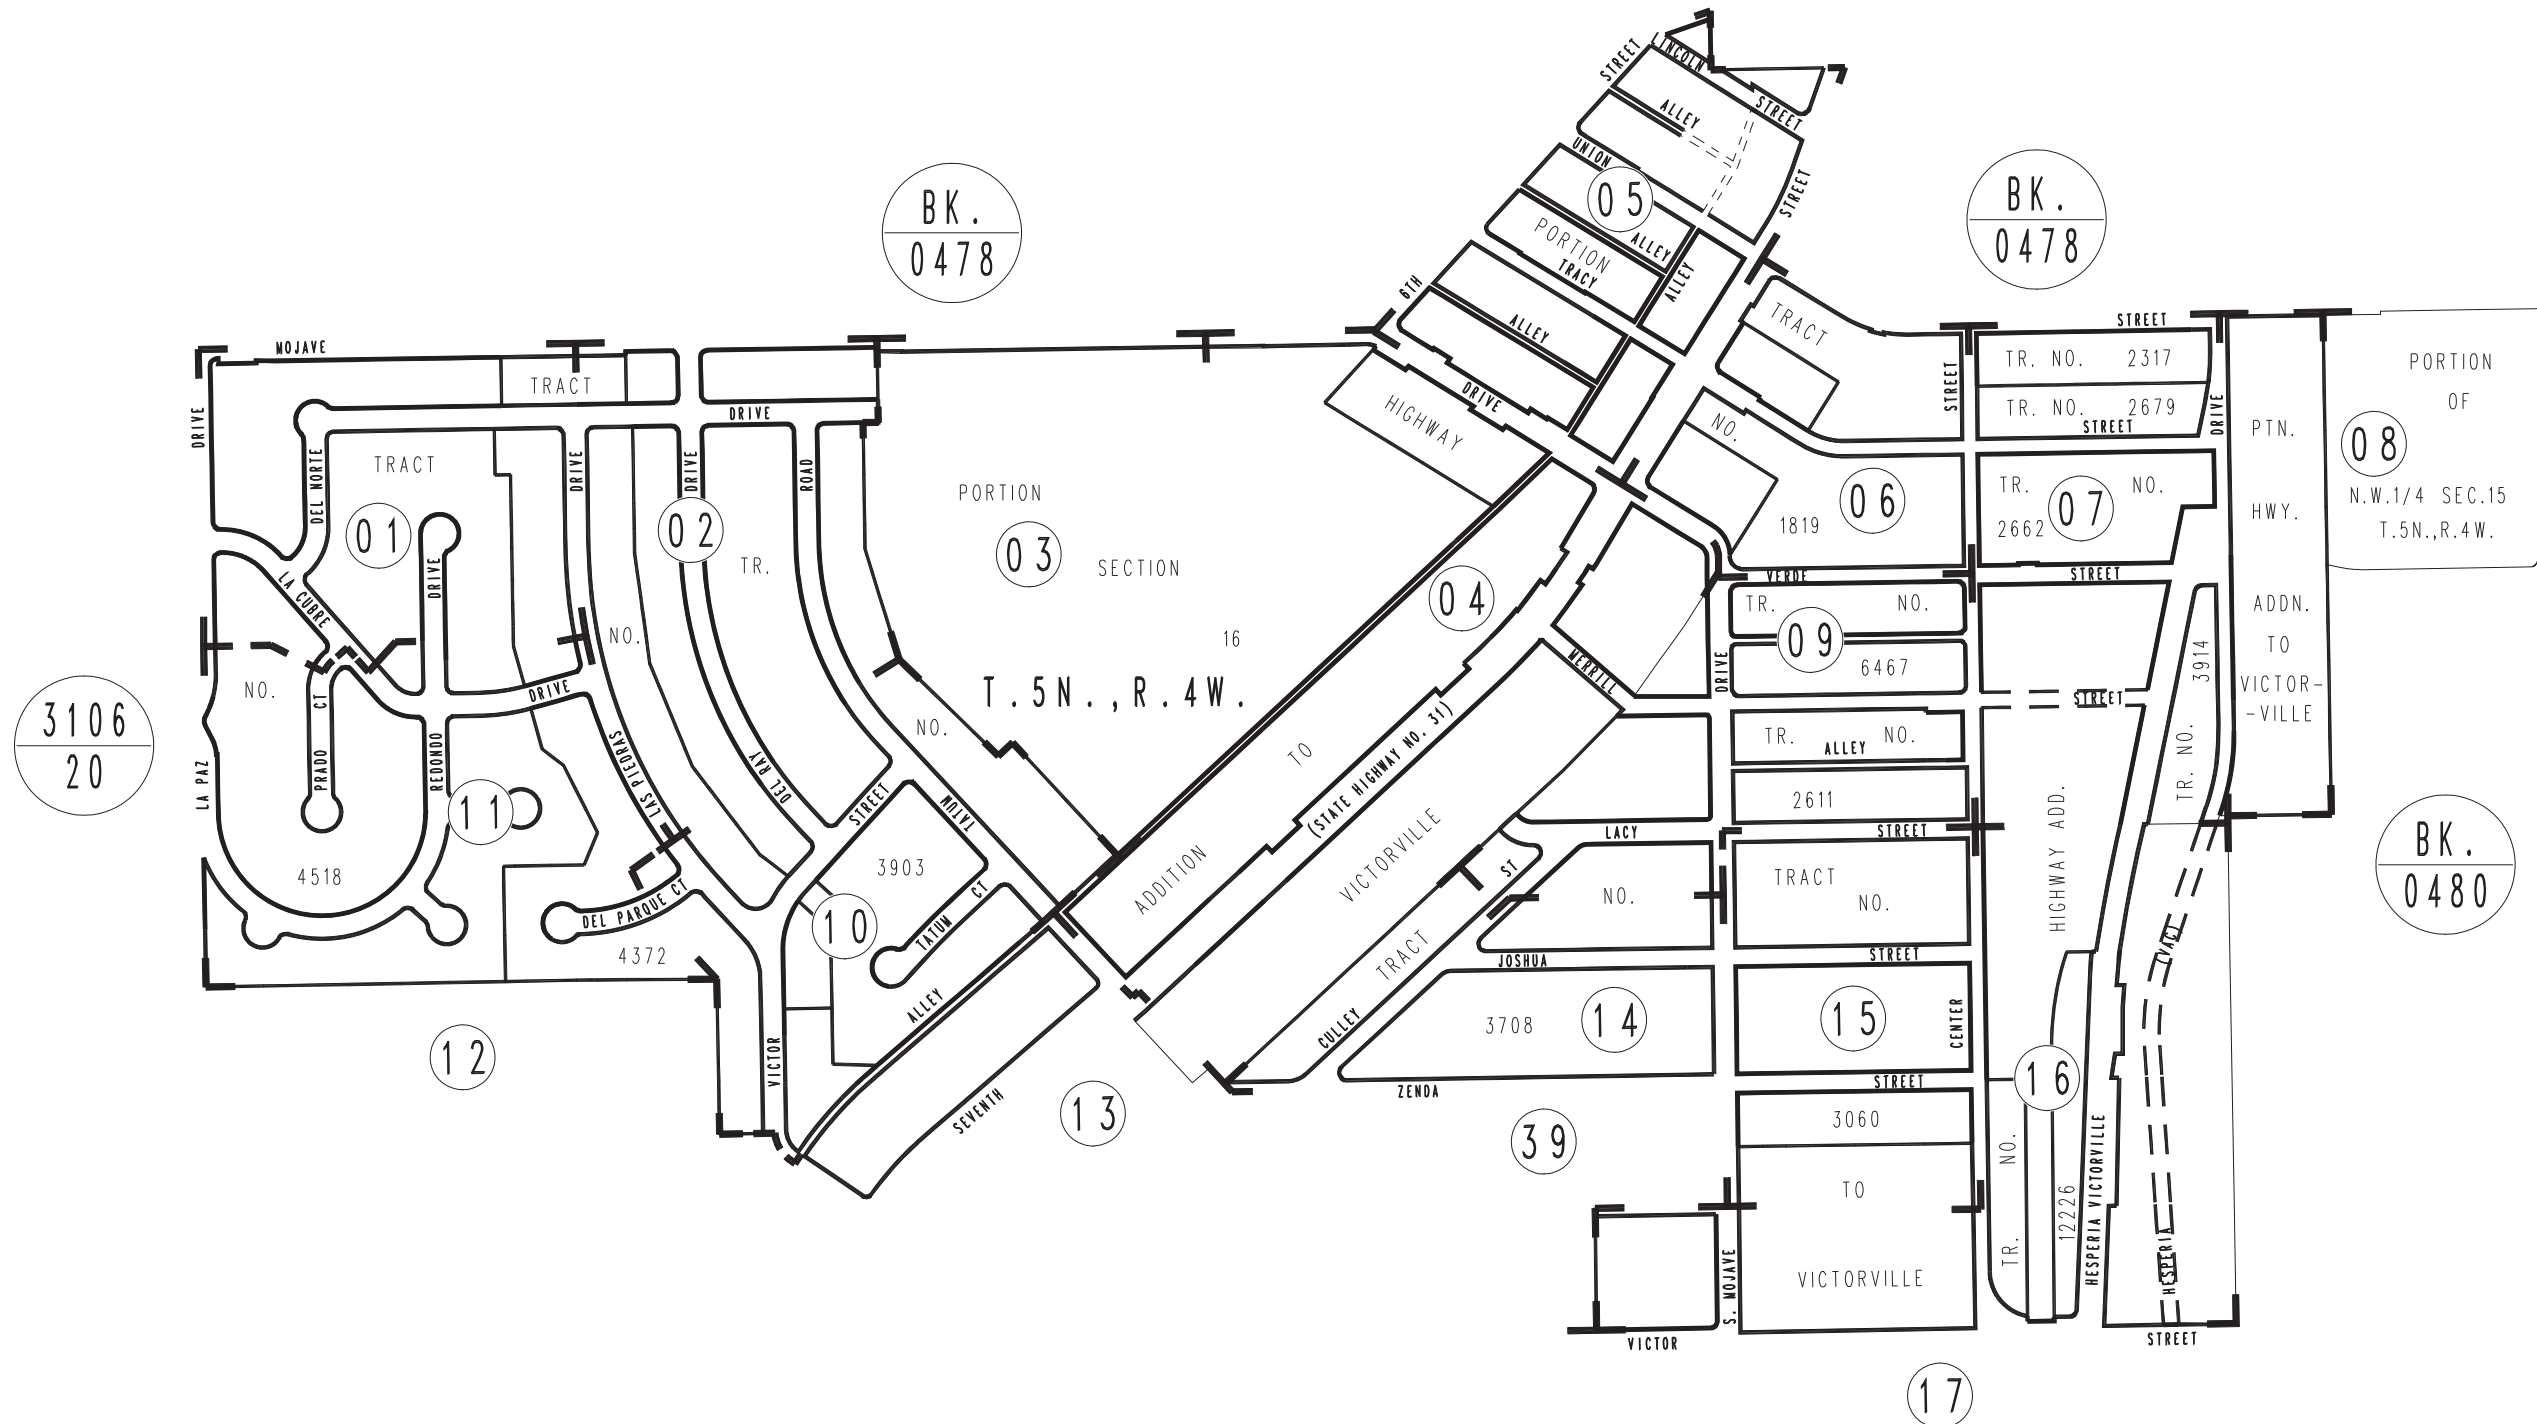 LINCOLN
STREET
STREET
ALLEY
UNION
STREET
BK.
0478
BK.
0478
05
PORTION
ALLEY
TRACY
ALLEY
6TH
ALLEY
TRACT
STREET
MOJAVE
TRACT
DRIVE
DRIVE
DRIVE
HIGHWAY
NO.
STREET
TR. NO. 2317
TR. NO. 2679
STREET
DRIVE
PTN.
HWY.
ADDN.
TO
VICTOR-
-VILLE
PORTION
OF
08
N.W.1/4 SEC.15
T.5N.,R.4W.
DRIVE
DEL NORTE
TRACT
01
DRIVE
DRIVE
DRIVE
02
ROAD
TR.
NO.
PORTION
03
SECTION
16
T.5N.,R.4W.
04
06
1819
TR. NO.
2662
07
VERDE
STREET
LA CUBRE
NO.
DRIVE
TR. NO.
09
6467
DRIVE
MERRILL
STREET
3914
TR. NO.
3106
20
LA PAZ
PRADO CT
REDONDO
LAS PIEDRAS
DEL RAY
STREET
TATUM
NO.
11
4518
DEL PARQUE CT
4372
3903
10
TATUM CT
ALLEY
SEVENTH
VICTOR
12
13
TO
(STATE HIGHWAY NO. 31)
ADDITION
VICTORVILLE
TR. NO.
ALLEY
2611
LACY
STREET
ST
NO.
TRACT
NO.
TRACT
CULLEY
JOSHUA
STREET
3708
14
15
CENTER
HIGHWAY ADD.
(VAC)
BK.
0480
ZENDA
STREET
39
3060
TO
VICTORVILLE
16
TR. NO.
12226
HESPERIA VICTORVILLE
HESPERIA
S. MOJAVE
VICTOR
STREET
17